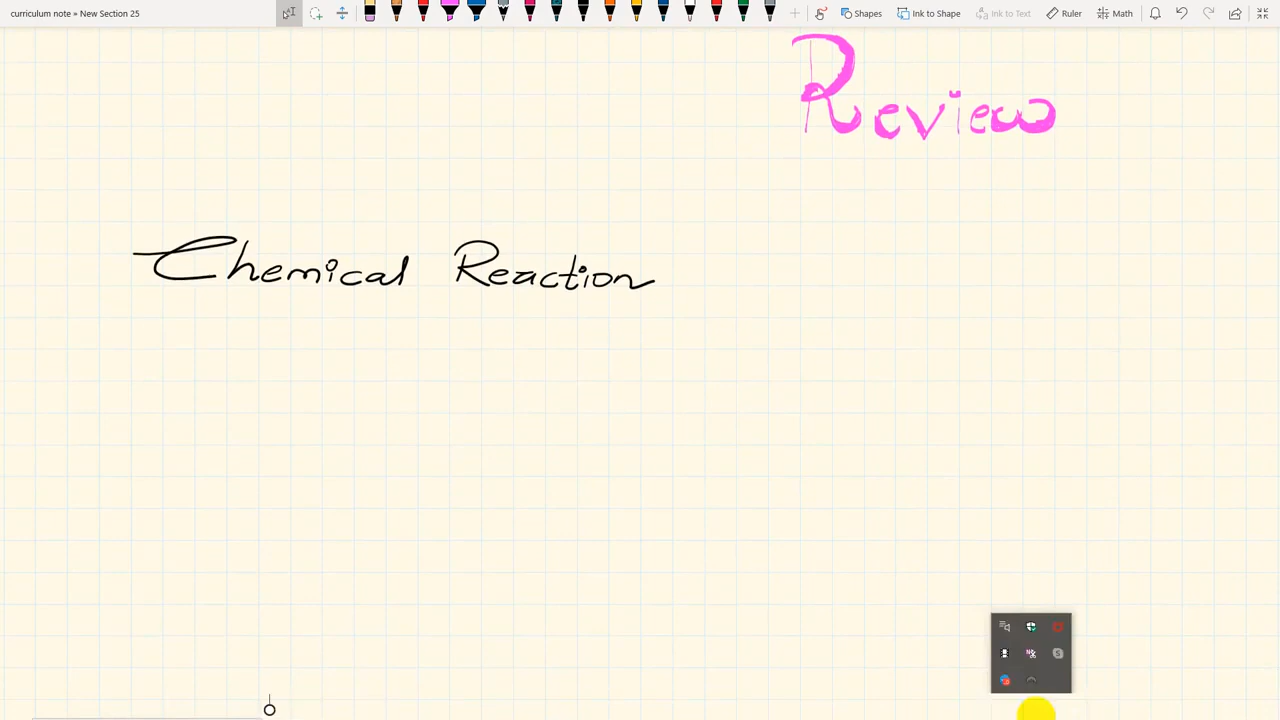 curriculum note » New Section 25
Shapes
Ink to Shape
Ink to Text
Ruler
Math
Review
Chemical Reaction